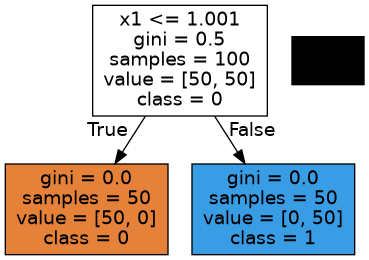 x1 <= 1.001
gini = 0.5
samples = 100
value = [50, 50]
class = 0
True
False
gini = 0.0
samples = 50
value = [50, 0]
class = 0
gini = 0.0
samples = 50
value = [0, 50]
class = 1